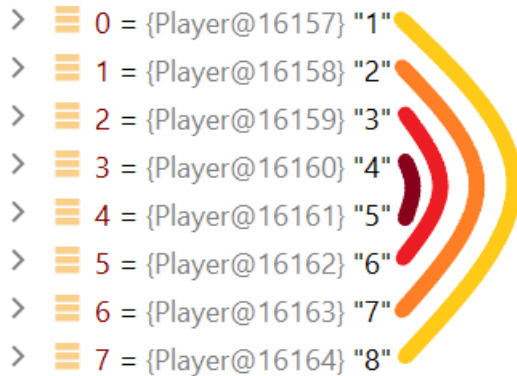 0 = {Player@16157} "1"
1 = {Player@16158} "2"
2 = {Player@16159} "3"
3 = {Player@16160} "4"
4 = {Player@16161} "5"
5 = {Player@16162} "6"
6 = {Player@16163} "7"
7 = {Player@16164} "8"